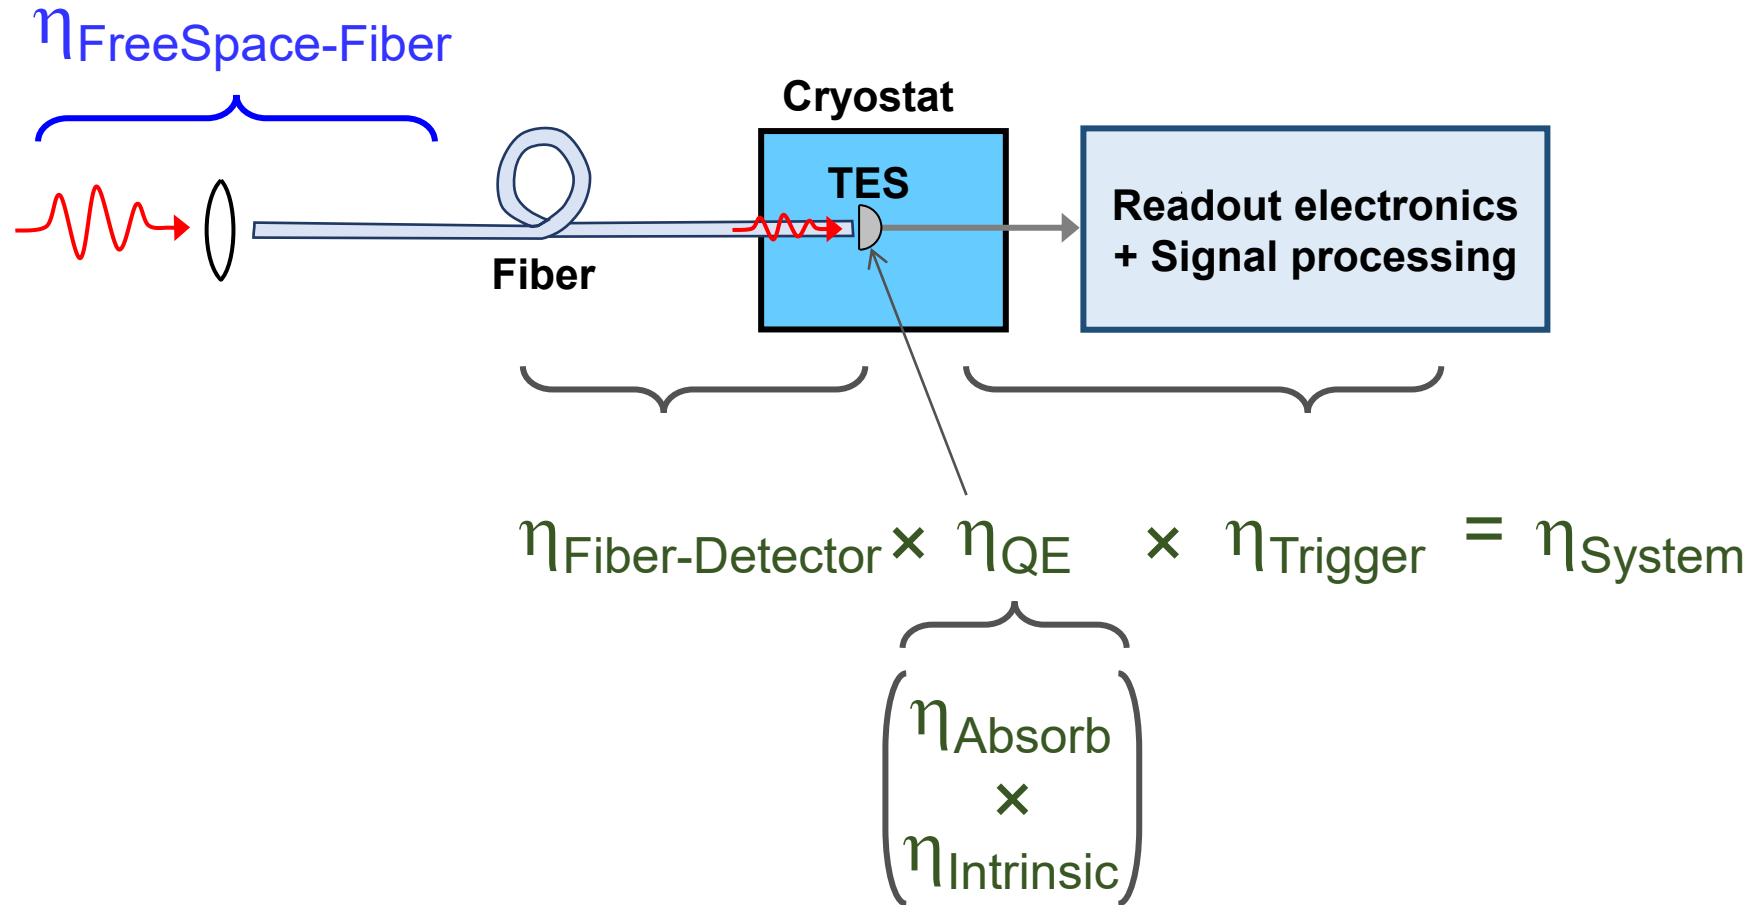 ηFreeSpace-Fiber
Cryostat
TES
Readout electronics
+ Signal processing
Fiber
ηFiber-Detector × ηQE × ηTrigger = ηSystem
ηAbsorb
×
ηIntrinsic